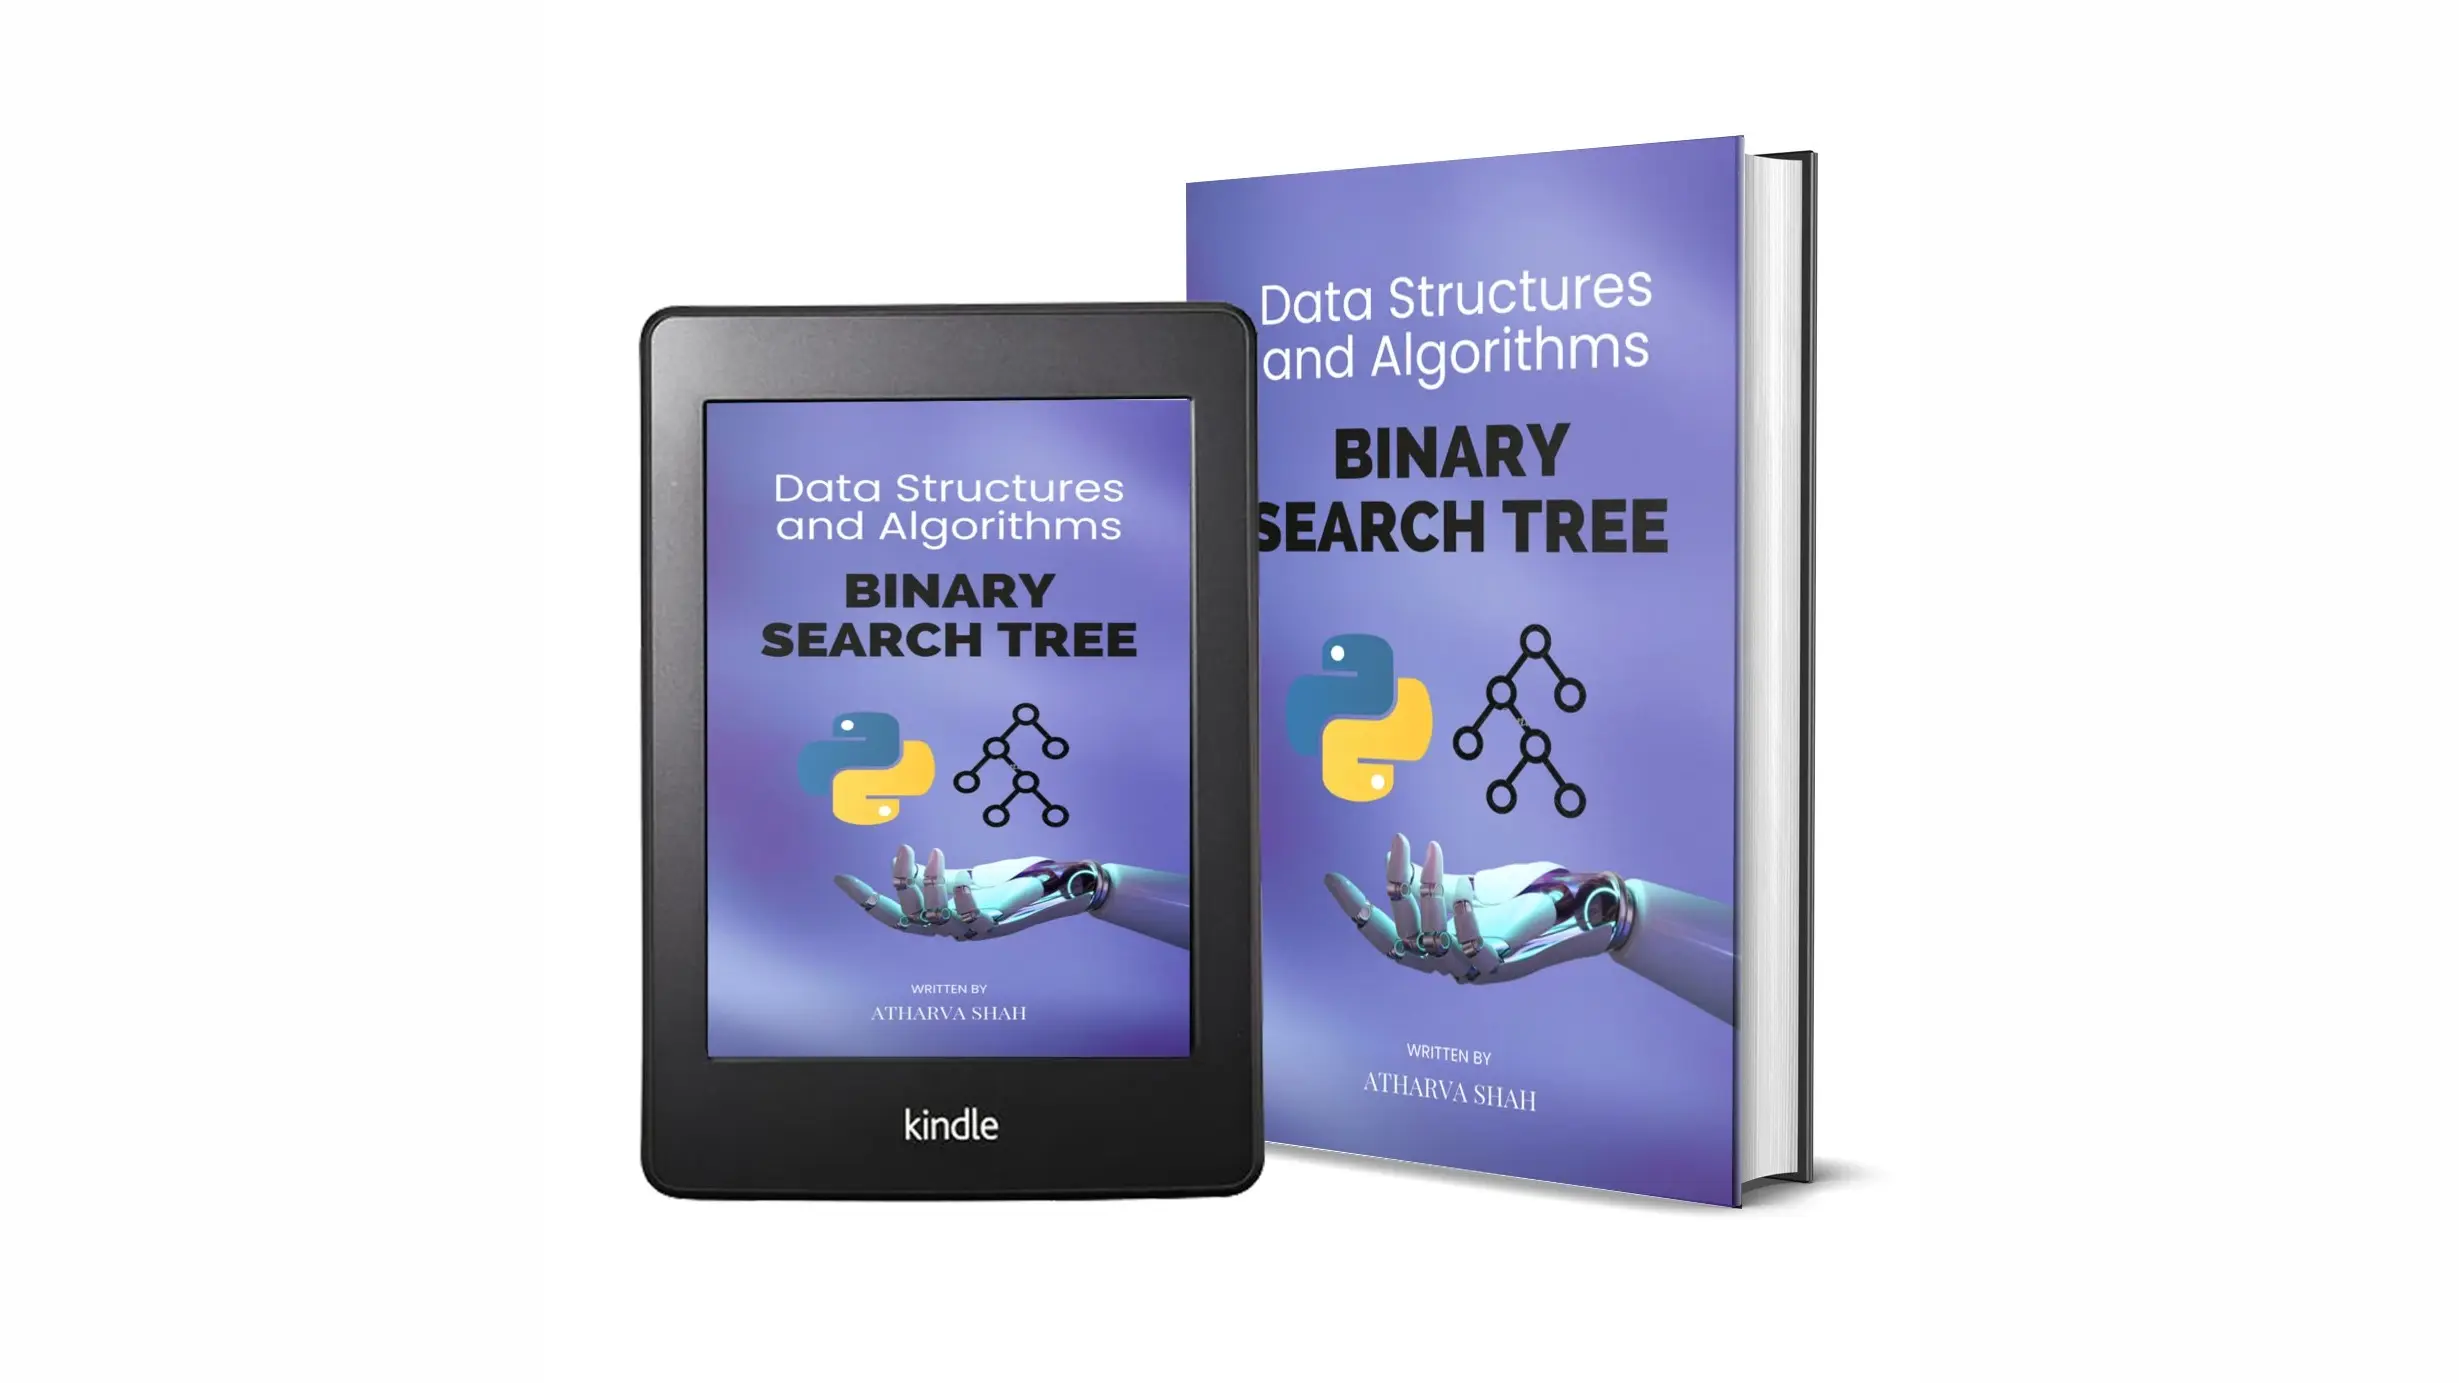 Data Structures
and Algorithms
BINARY
SEARCH TREE
WRITTEN BY
ATHARVA SHAH
kindle
Data Structures
and Algorithms
BINARY
SEARCH TREE
WRITTEN BY
ATHARVA SHAH